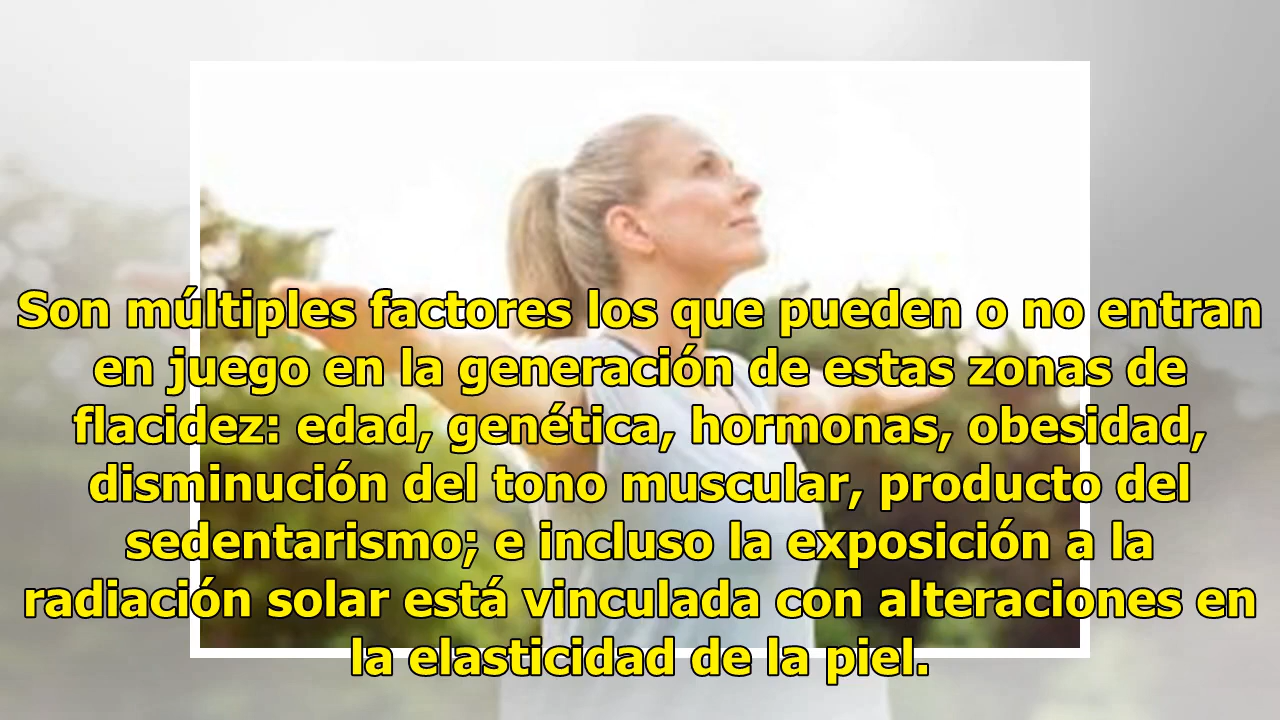 Son múltiples factores los que pueden o no entran
en juego en la generación de estas zonas de
flacidez: edad, genética, hormonas, obesidad,
disminución del tono muscular, producto del
sedentarismo; e incluso la exposición a la
radiación solar está vinculada con alteraciones en
la elasticidad de la piel.